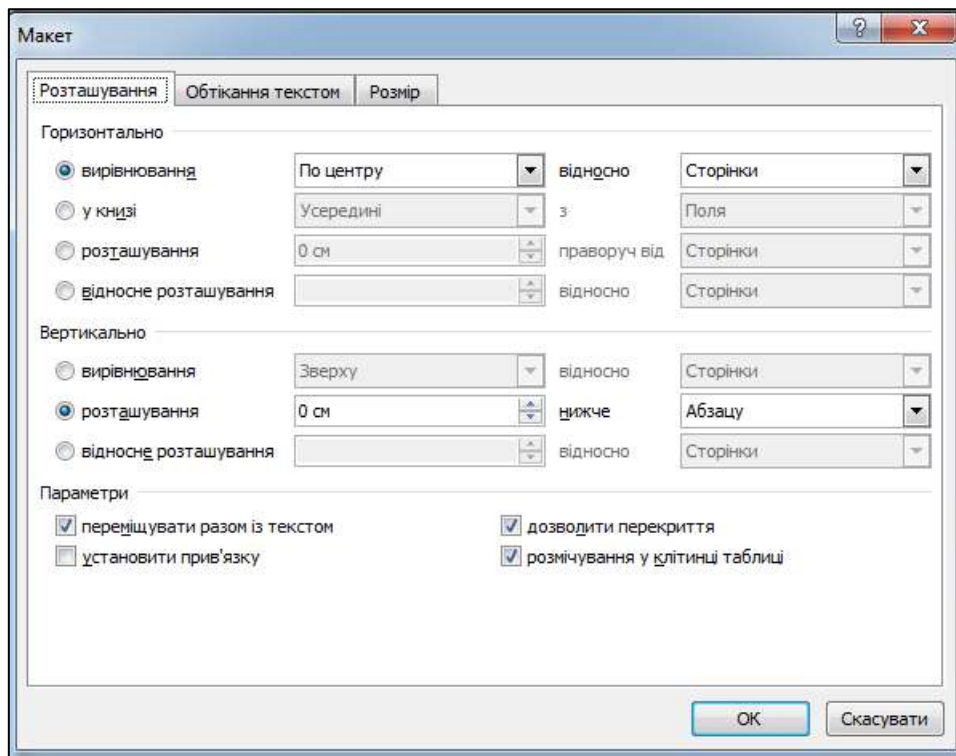 Макет
Розташування Обтікання текстом Розмір
Горизонтально
вирівнювання По центру відносно Сторінки
у книзі Усередині з Поля
розташування 0 см праворуч від Сторінки
відносне розташування відносно Сторінки
Вертикально
вирівнювання Зверху відносно Сторінки
розташування 0 см нижче Абзацу
відносне розташування відносно Сторінки
Параметри
переміщувати разом із текстом дозволити перекриття
установити прив'язку розмічування у клітинці таблиці
ОК Скасувати